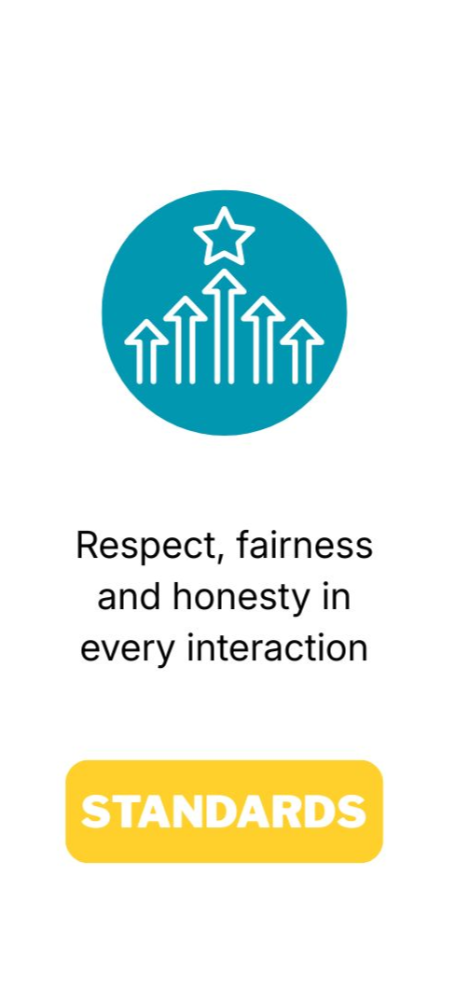 Respect, fairness
and honesty in
every interaction
STANDARDS